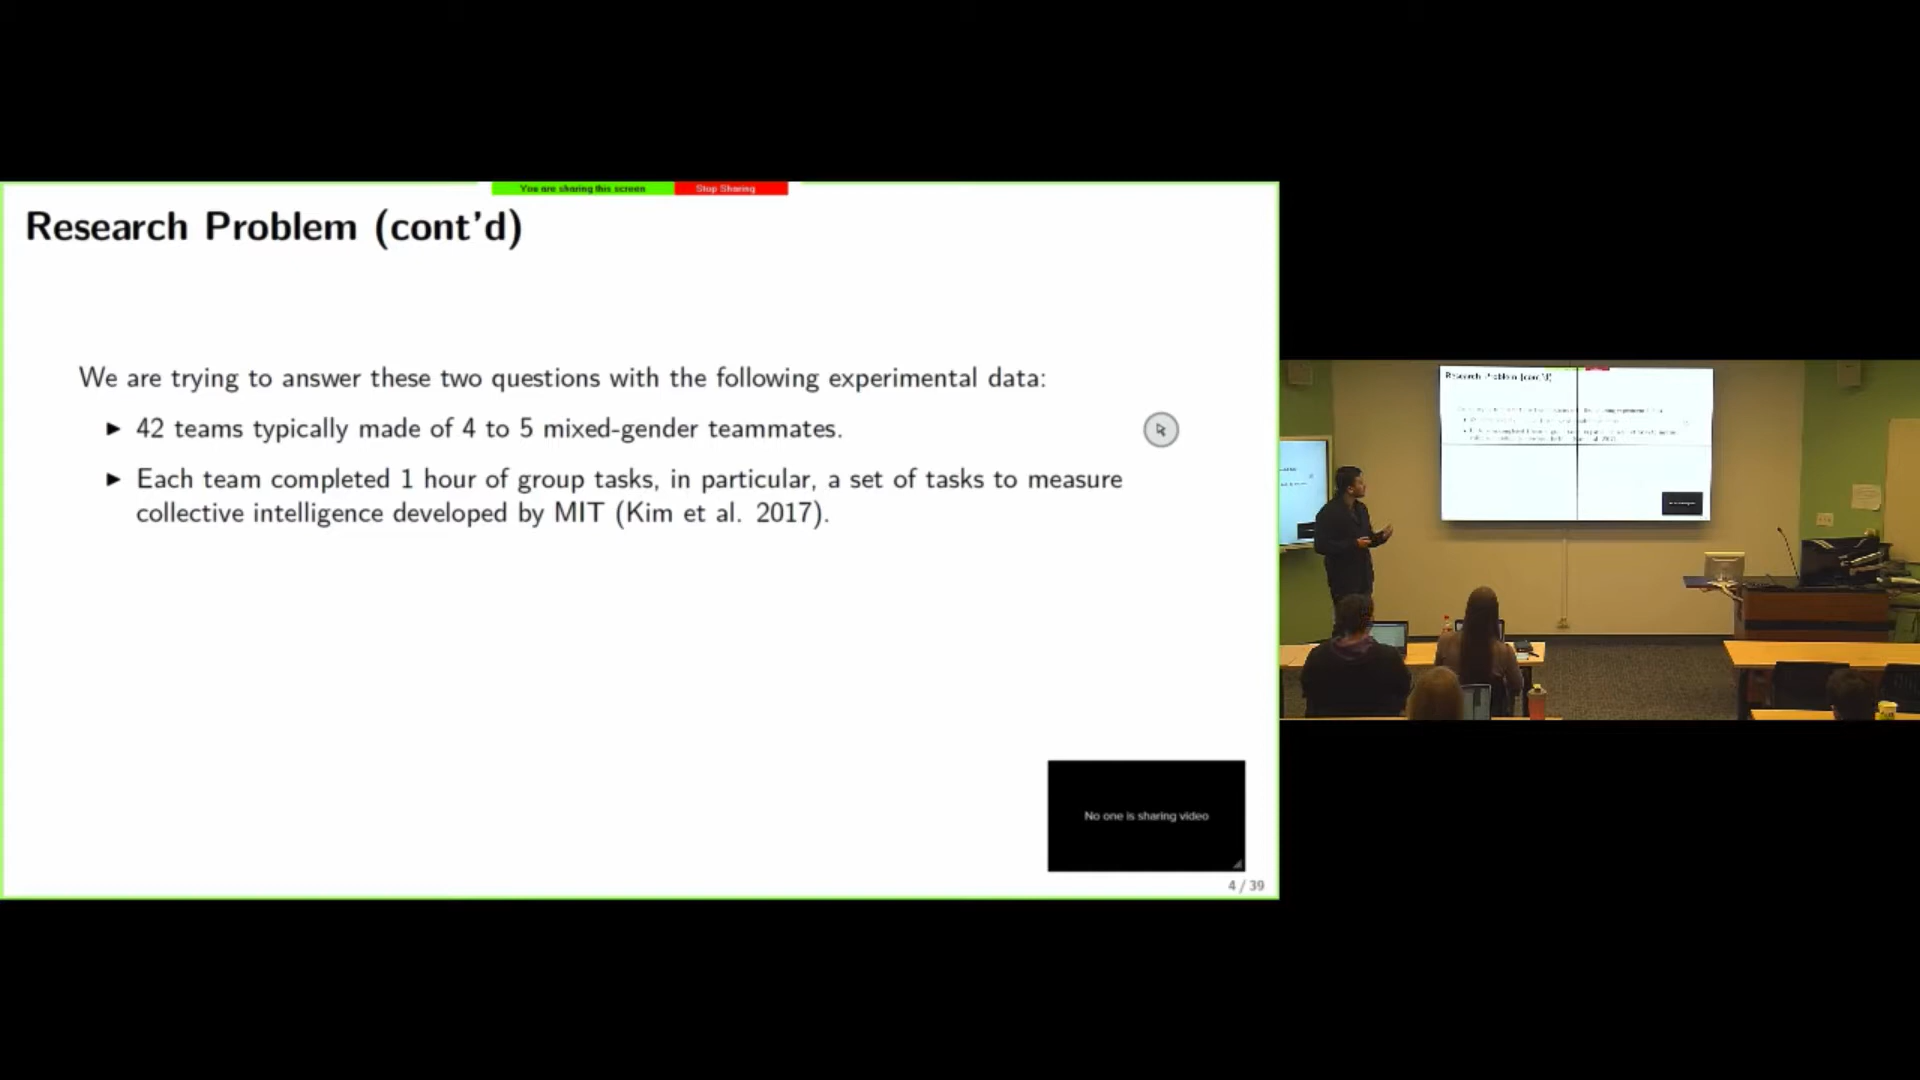 You are sharing this screen Stop Sharing
Research Problem (cont'd)
We are trying to answer these two questions with the following experimental data:
► 42 teams typically made of 4 to 5 mixed-gender teammates.
► Each team completed 1 hour of group tasks, in particular, a set of tasks to measure
collective intelligence developed by MIT (Kim et al. 2017).
No one is sharing video
4 / 39
Research Problem (cont'd)